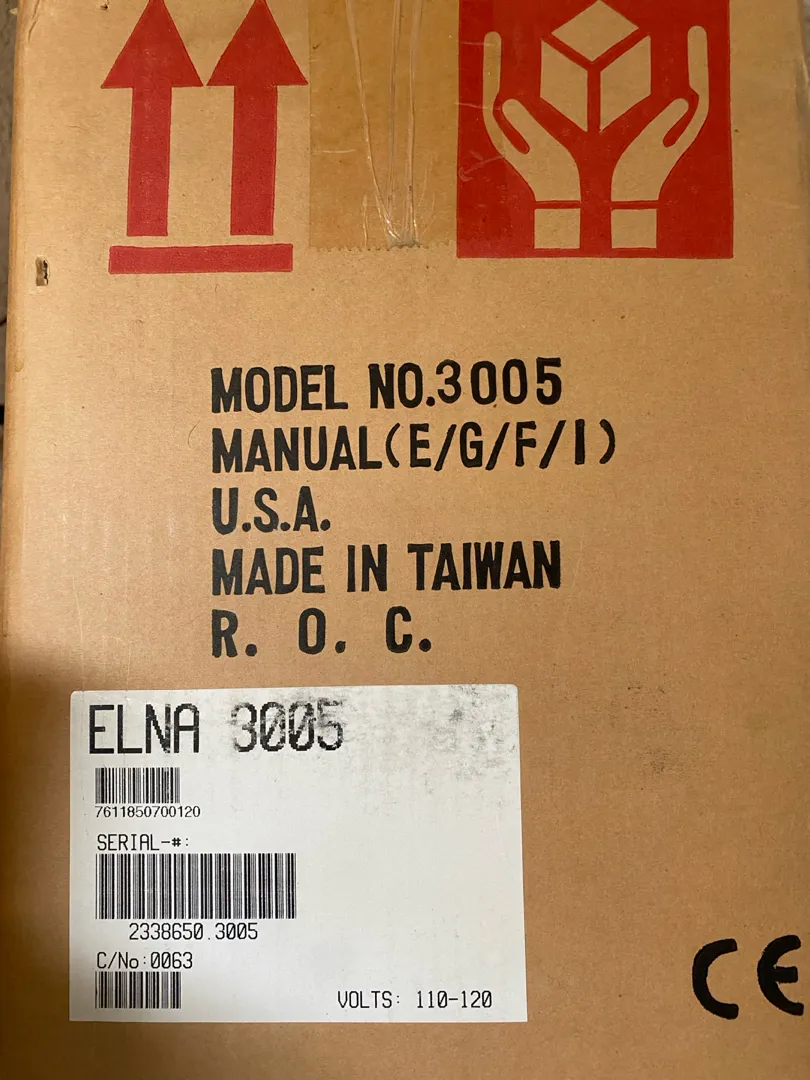 MODEL NO.3005
MANUAL(E/G/F/I)
U.S.A.
MADE IN TAIWAN
R. O. C.
ELNA 3005
7611850700120
SERIAL-#:
2338650.3005
C/No:0063
VOLTS: 110-120
CE